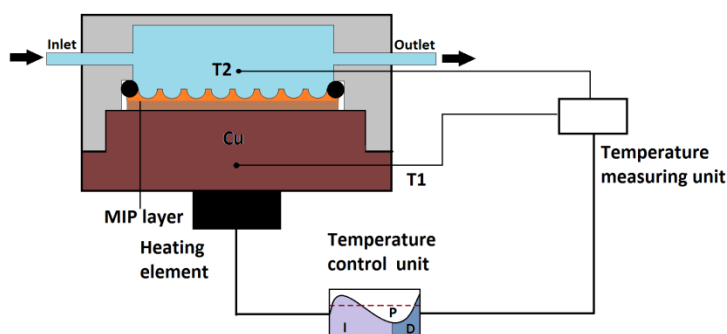 Inlet
Outlet
T2
Cu
T1
Temperature
measuring unit
MIP layer
Heating
element
Temperature
control unit
P
I
D